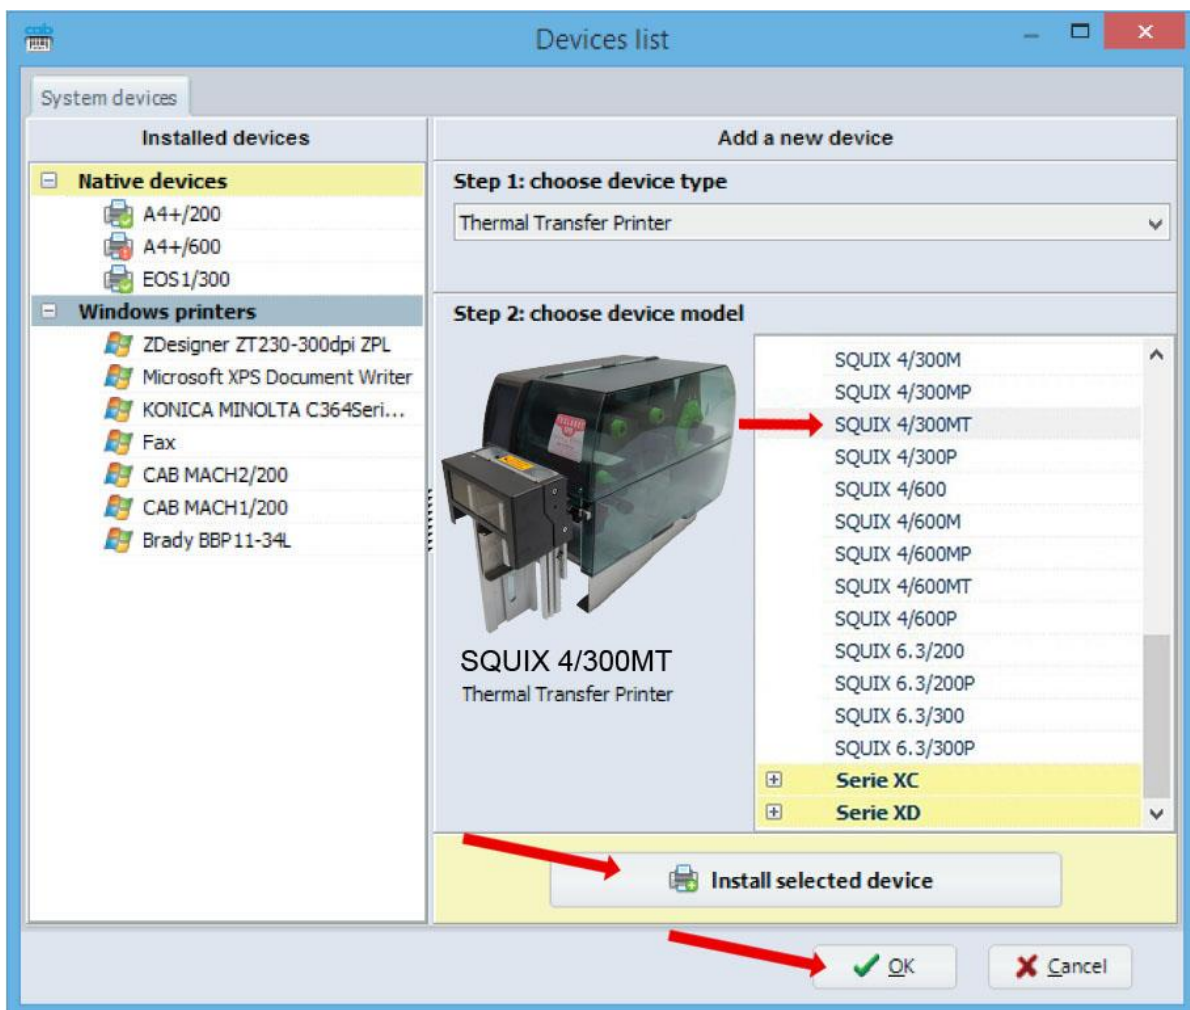 cab
Devices list
System devices
Installed devices
Native devices
A4+/200
A4+/600
EOS1/300
Windows printers
ZDesigner ZT230-300dpi ZPL
Microsoft XPS Document Writer
KONICA MINOLTA C364Seri...
Fax
CAB MACH2/200
CAB MACH1/200
Brady BBP11-34L
Add a new device
Step 1: choose device type
Thermal Transfer Printer
Step 2: choose device model
SQUIX 4/300MT
Thermal Transfer Printer
SQUIX 4/300M
SQUIX 4/300MP
SQUIX 4/300MT
SQUIX 4/300P
SQUIX 4/600
SQUIX 4/600M
SQUIX 4/600MP
SQUIX 4/600MT
SQUIX 4/600P
SQUIX 6.3/200
SQUIX 6.3/200P
SQUIX 6.3/300
SQUIX 6.3/300P
Serie XC
Serie XD
Install selected device
OK
Cancel